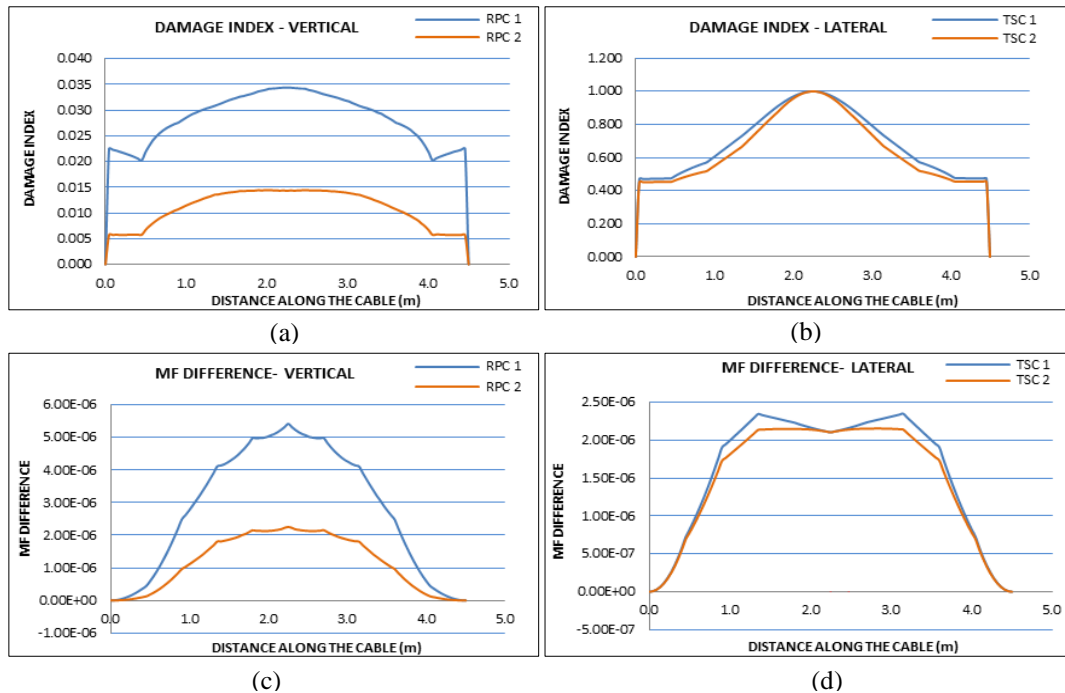 DAMAGE INDEX - VERTICAL
RPC 1
RPC 2
DAMAGE INDEX
0.040
0.035
0.030
0.025
0.020
0.015
0.010
0.005
0.000
0.0 1.0 2.0 3.0 4.0 5.0
DISTANCE ALONG THE CABLE (m)
(a)
DAMAGE INDEX - LATERAL
TSC 1
TSC 2
DAMAGE INDEX
1.200
1.000
0.800
0.600
0.400
0.200
0.000
0.0 1.0 2.0 3.0 4.0 5.0
DISTANCE ALONG THE CABLE (m)
(b)
MF DIFFERENCE- VERTICAL
RPC 1
RPC 2
MF DIFFERENCE
6.00E-06
5.00E-06
4.00E-06
3.00E-06
2.00E-06
1.00E-06
0.00E+00
-1.00E-06
0.0 1.0 2.0 3.0 4.0 5.0
DISTANCE ALONG THE CABLE (m)
(c)
MF DIFFERENCE- LATERAL
TSC 1
TSC 2
MF DIFFERENCE
2.50E-06
2.00E-06
1.50E-06
1.00E-06
5.00E-07
0.00E+00
-5.00E-07
0.0 1.0 2.0 3.0 4.0 5.0
DISTANCE ALONG THE CABLE (m)
(d)